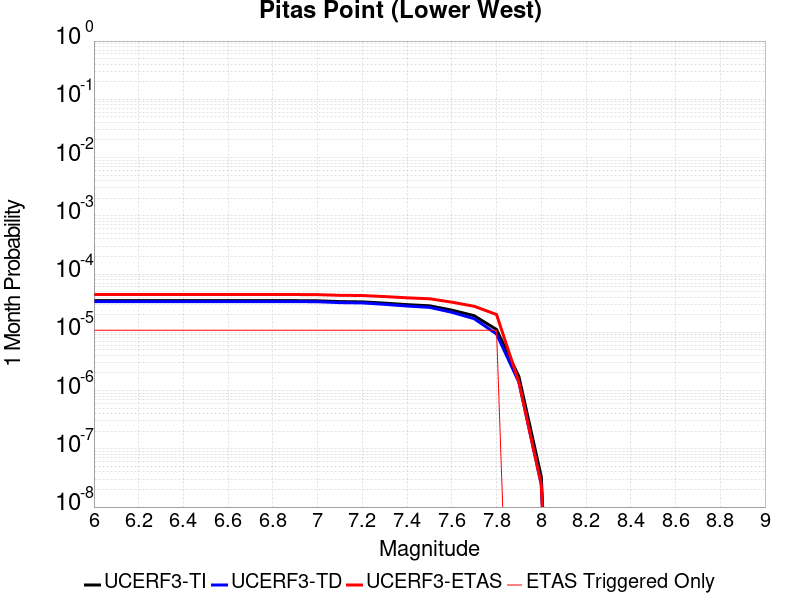 Pitas Point (Lower West)
10^0
10^-1
10^-2
10^-3
10^-4
10^-5
10^-6
10^-7
10^-8
1 Month Probability
6 6.2 6.4 6.6 6.8 7 7.2 7.4 7.6 7.8 8 8.2 8.4 8.6 8.8 9
Magnitude
UCERF3-TI UCERF3-TD UCERF3-ETAS ETAS Triggered Only